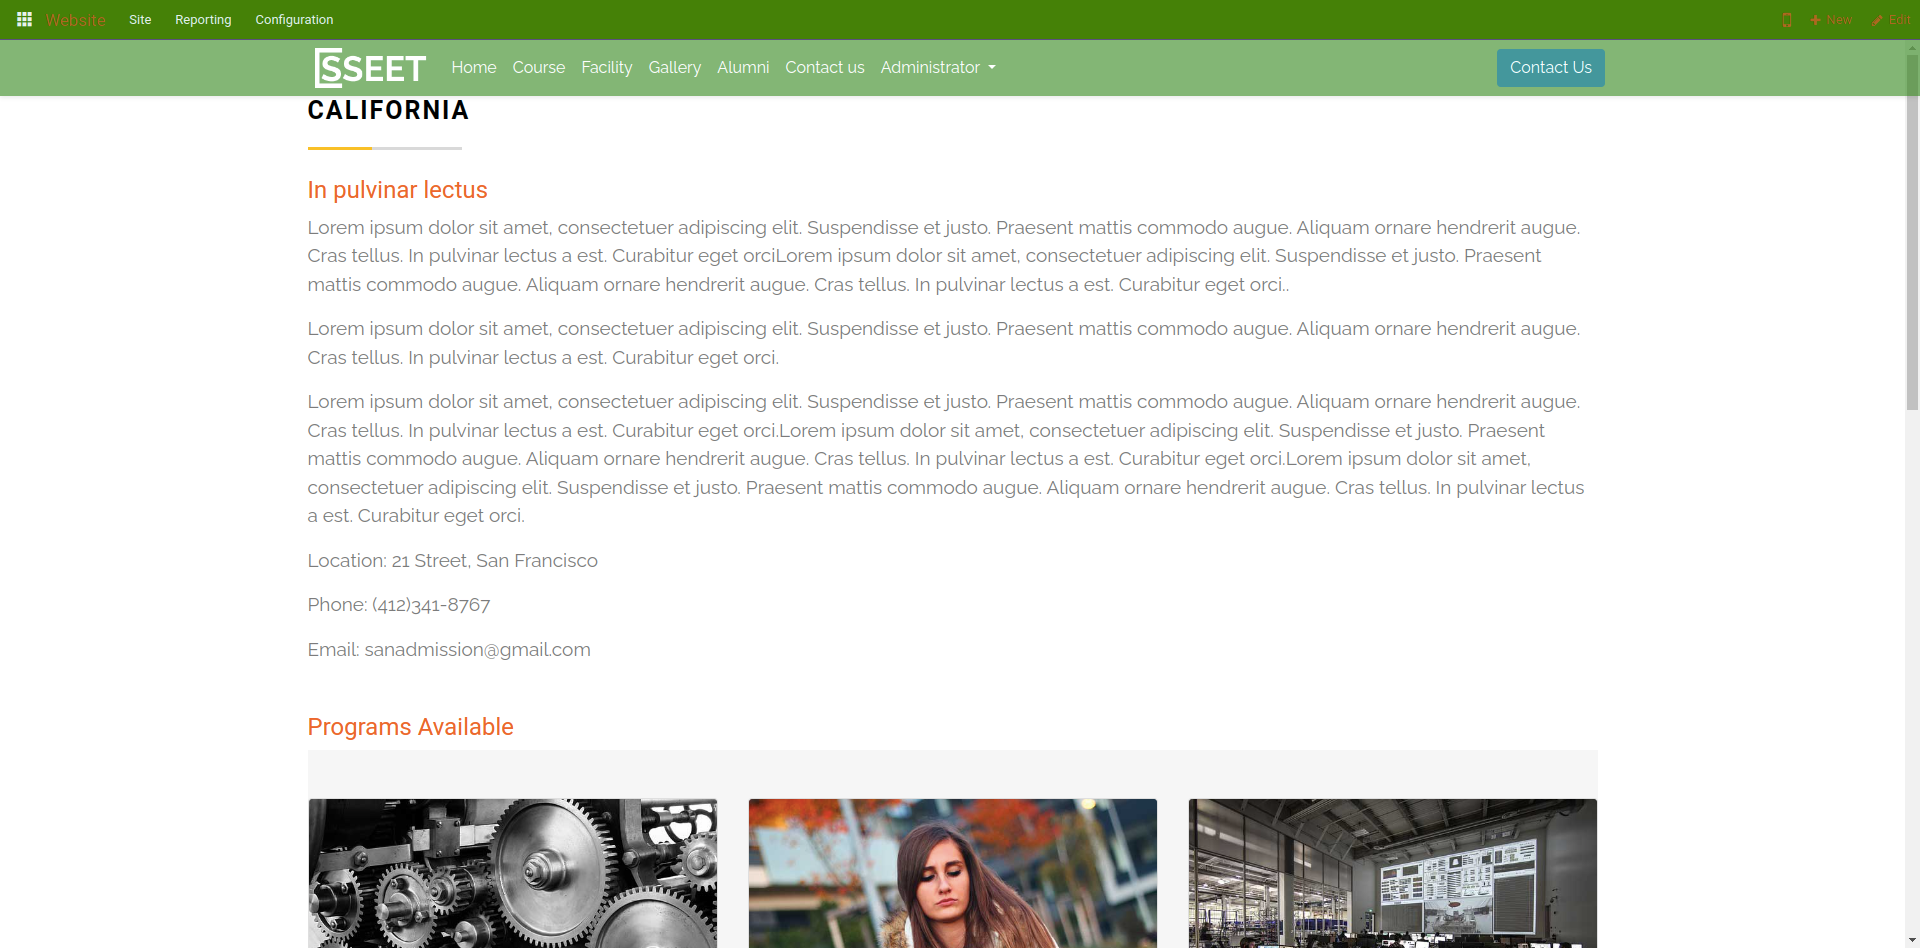 Website Site Reporting Configuration New Edit
SSEET Home Course Facility Gallery Alumni Contact us Administrator Contact Us
CALIFORNIA
In pulvinar lectus
Lorem ipsum dolor sit amet, consectetuer adipiscing elit. Suspendisse et justo. Praesent mattis commodo augue. Aliquam ornare hendrerit augue.
Cras tellus. In pulvinar lectus a est. Curabitur eget orciLorem ipsum dolor sit amet, consectetuer adipiscing elit. Suspendisse et justo. Praesent
mattis commodo augue. Aliquam ornare hendrerit augue. Cras tellus. In pulvinar lectus a est. Curabitur eget orci..
Lorem ipsum dolor sit amet, consectetuer adipiscing elit. Suspendisse et justo. Praesent mattis commodo augue. Aliquam ornare hendrerit augue.
Cras tellus. In pulvinar lectus a est. Curabitur eget orci.
Lorem ipsum dolor sit amet, consectetuer adipiscing elit. Suspendisse et justo. Praesent mattis commodo augue. Aliquam ornare hendrerit augue.
Cras tellus. In pulvinar lectus a est. Curabitur eget orci.Lorem ipsum dolor sit amet, consectetuer adipiscing elit. Suspendisse et justo. Praesent
mattis commodo augue. Aliquam ornare hendrerit augue. Cras tellus. In pulvinar lectus a est. Curabitur eget orci.Lorem ipsum dolor sit amet,
consectetuer adipiscing elit. Suspendisse et justo. Praesent mattis commodo augue. Aliquam ornare hendrerit augue. Cras tellus. In pulvinar lectus
a est. Curabitur eget orci.
Location: 21 Street, San Francisco
Phone: (412)341-8767
Email: sanadmission@gmail.com
Programs Available